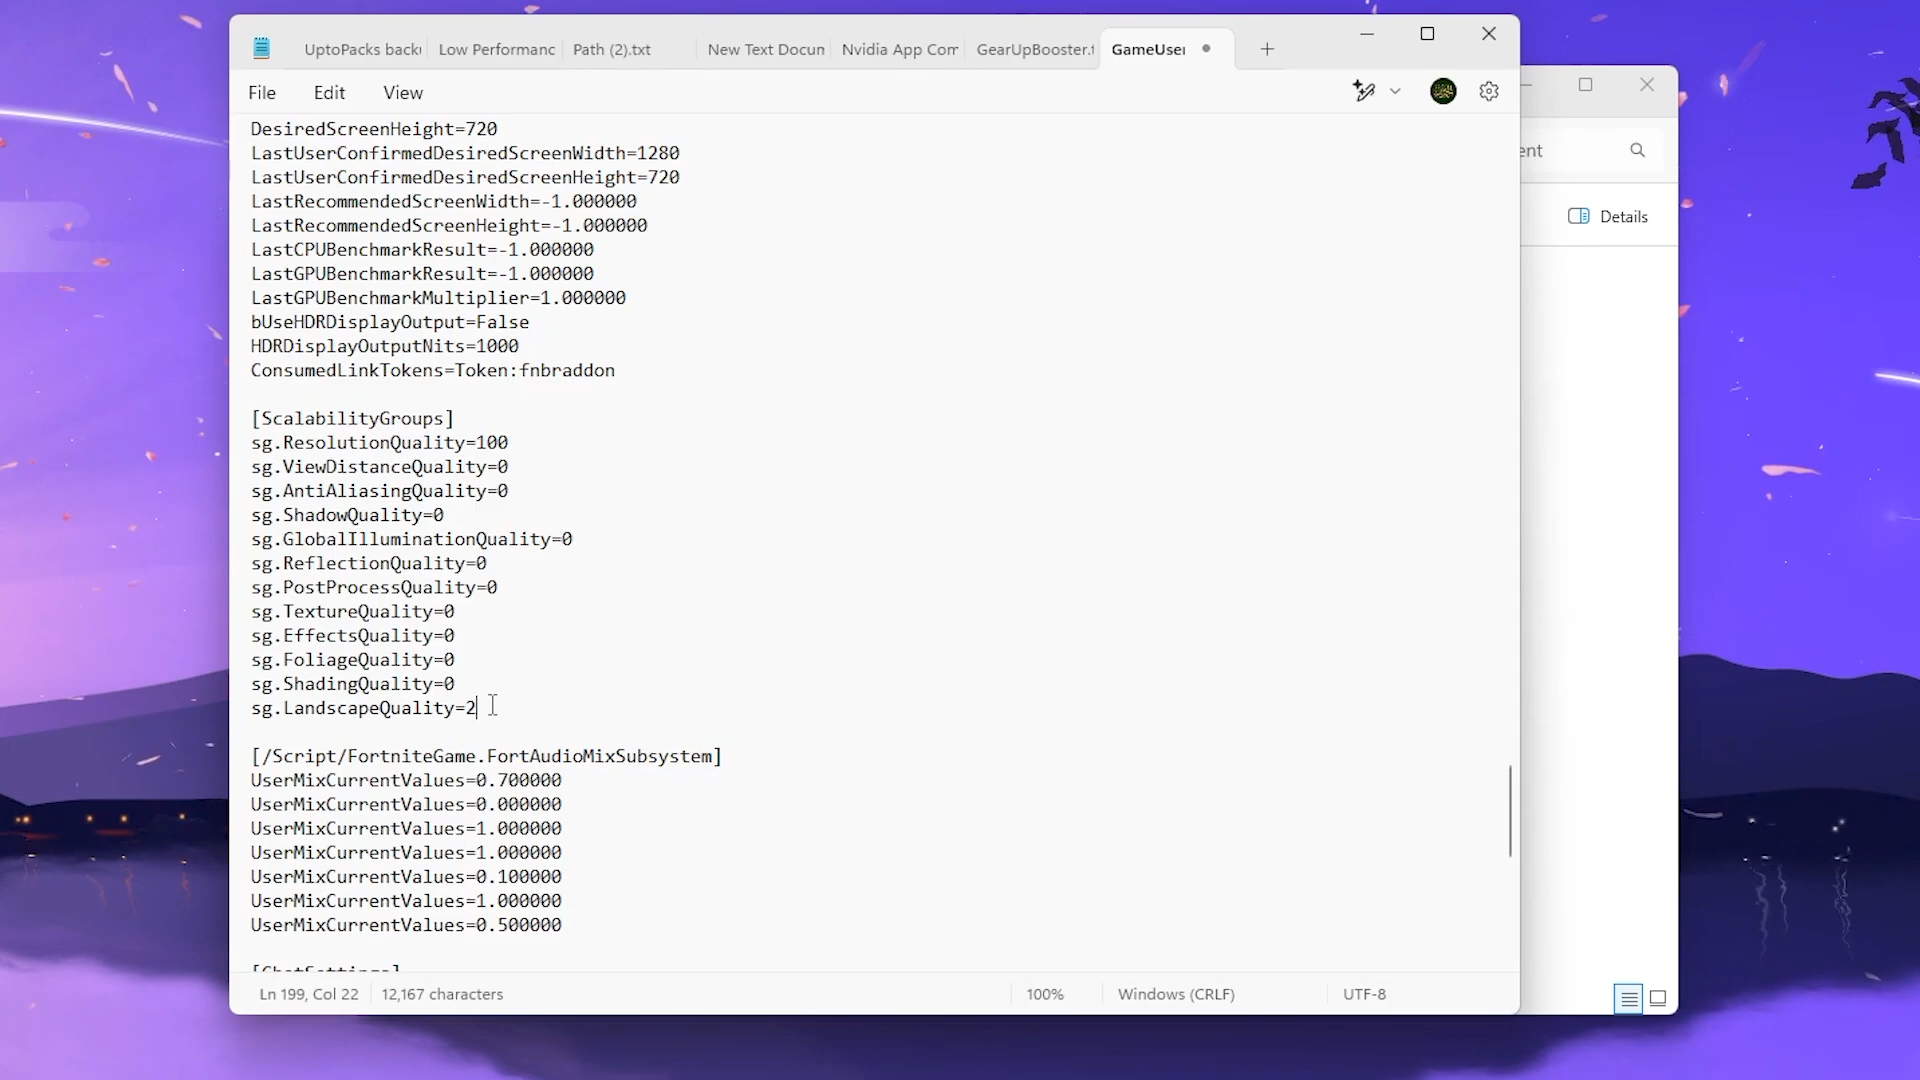 UptoPacks backu
Low Performanc
Path (2).txt
New Text Docun
Nvidia App Com
GearUpBooster.t
GameUser
File
Edit
View
DesiredScreenHeight=720
LastUserConfirmedDesiredScreenWidth=1280
LastUserConfirmedDesiredScreenHeight=720
LastRecommendedScreenWidth=-1.000000
LastRecommendedScreenHeight=-1.000000
LastCPUBenchmarkResult=-1.000000
LastGPUBenchmarkResult=-1.000000
LastGPUBenchmarkMultiplier=1.000000
bUseHDRDisplayOutput=False
HDRDisplayOutputNits=1000
ConsumedLinkTokens=Token:fnbraddon
[ScalabilityGroups]
sg.ResolutionQuality=100
sg.ViewDistanceQuality=0
sg.AntiAliasingQuality=0
sg.ShadowQuality=0
sg.GlobalIlluminationQuality=0
sg.ReflectionQuality=0
sg.PostProcessQuality=0
sg.TextureQuality=0
sg.EffectsQuality=0
sg.FoliageQuality=0
sg.ShadingQuality=0
sg.LandscapeQuality=2
[/Script/FortniteGame.FortAudioMixSubsystem]
UserMixCurrentValues=0.700000
UserMixCurrentValues=0.000000
UserMixCurrentValues=1.000000
UserMixCurrentValues=1.000000
UserMixCurrentValues=0.100000
UserMixCurrentValues=1.000000
UserMixCurrentValues=0.500000
[ChatSettings]
Ln 199, Col 22
12,167 characters
100%
Windows (CRLF)
UTF-8
ent
Details